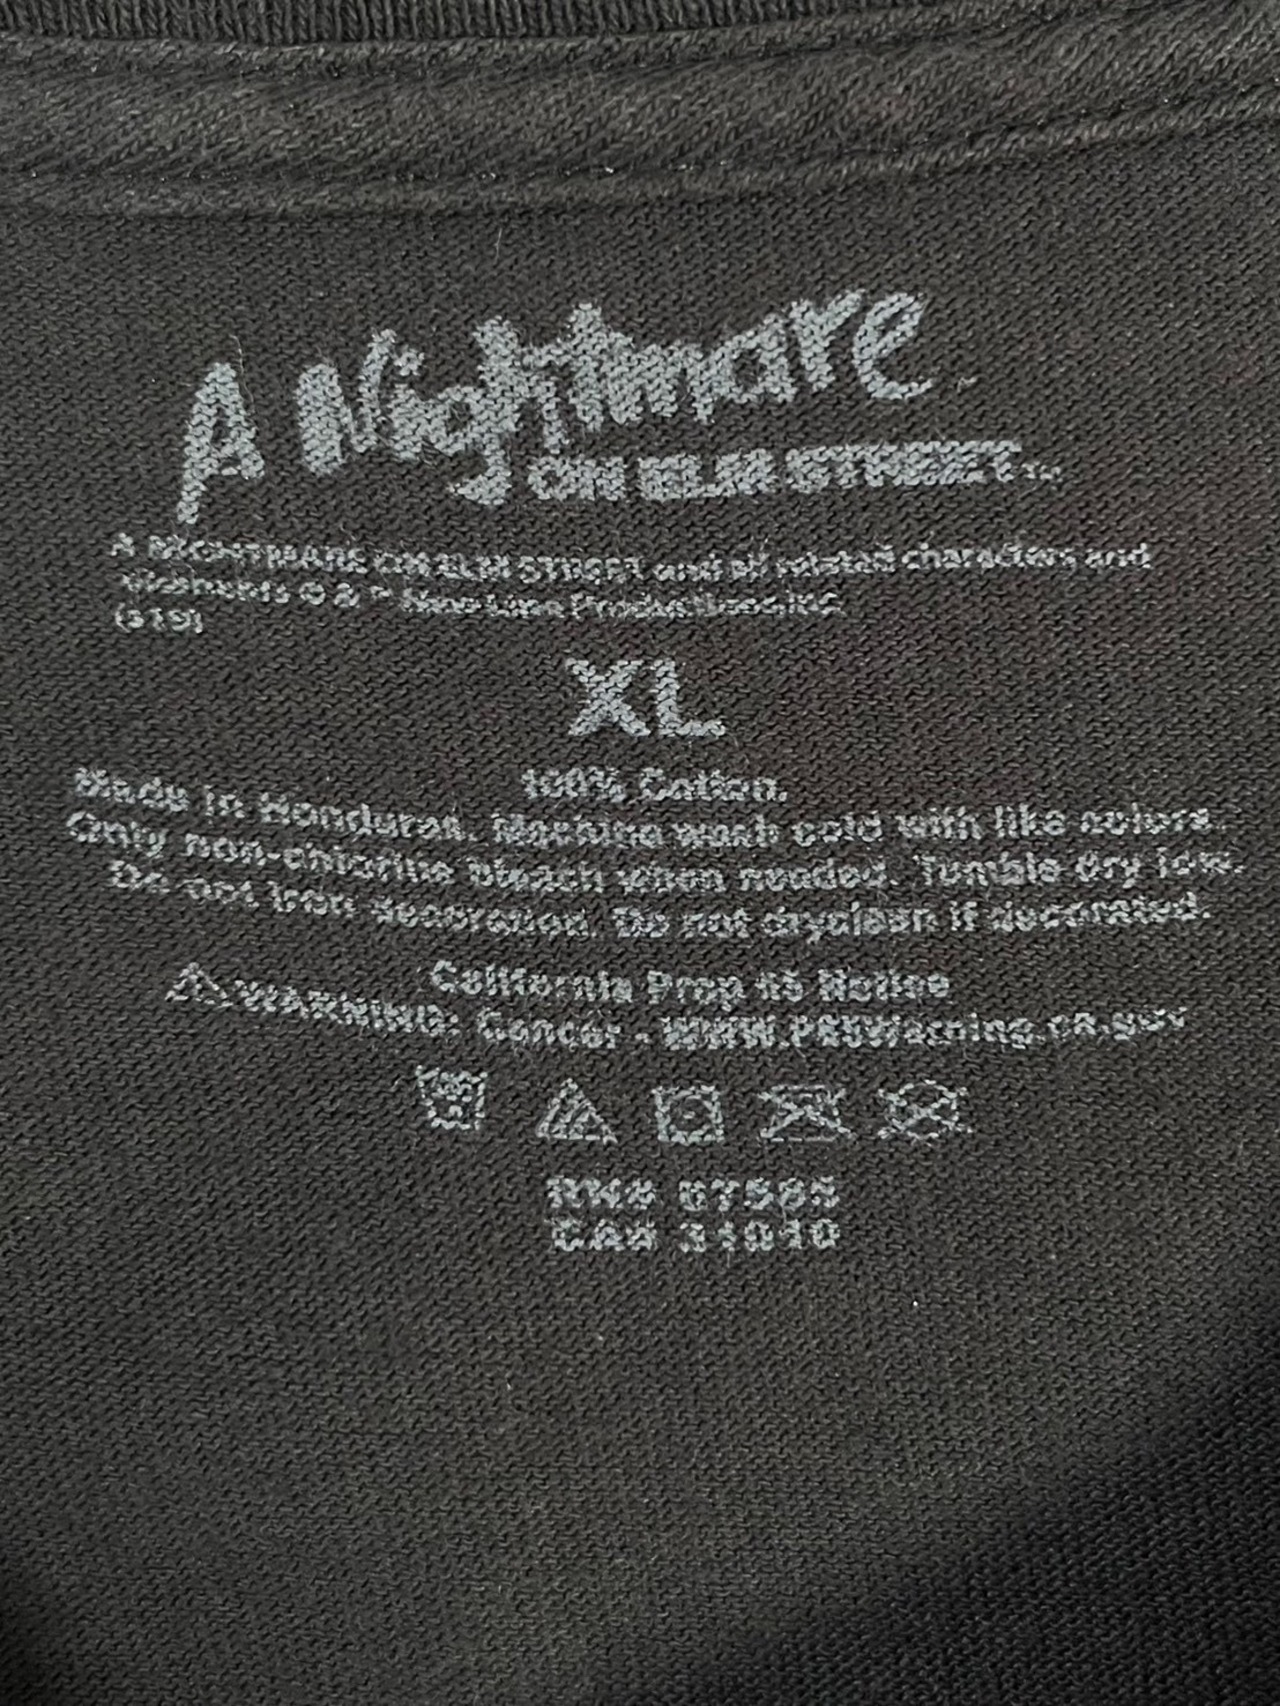 A Nightmare
ON ELM STREET™
A NIGHTMARE ON ELM STREET and all related characters and
elements © & ™ New Line Productions, Inc.
(s19)
XL
100% Cotton.
Made in Honduras. Machine wash cold with like colors.
Only non-chlorine bleach when needed. Tumble dry low.
Do not iron decoration. Do not dryclean if decorated.
California Prop 65 Notice
WARNING: Cancer - WWW.P65Warning.ca.gov
RN# 67585
CA# 31010